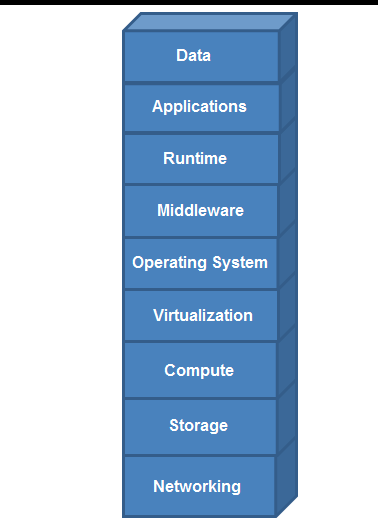 Data
Applications
Runtime
Middleware
Operating System
Virtualization
Compute
Storage
Networking